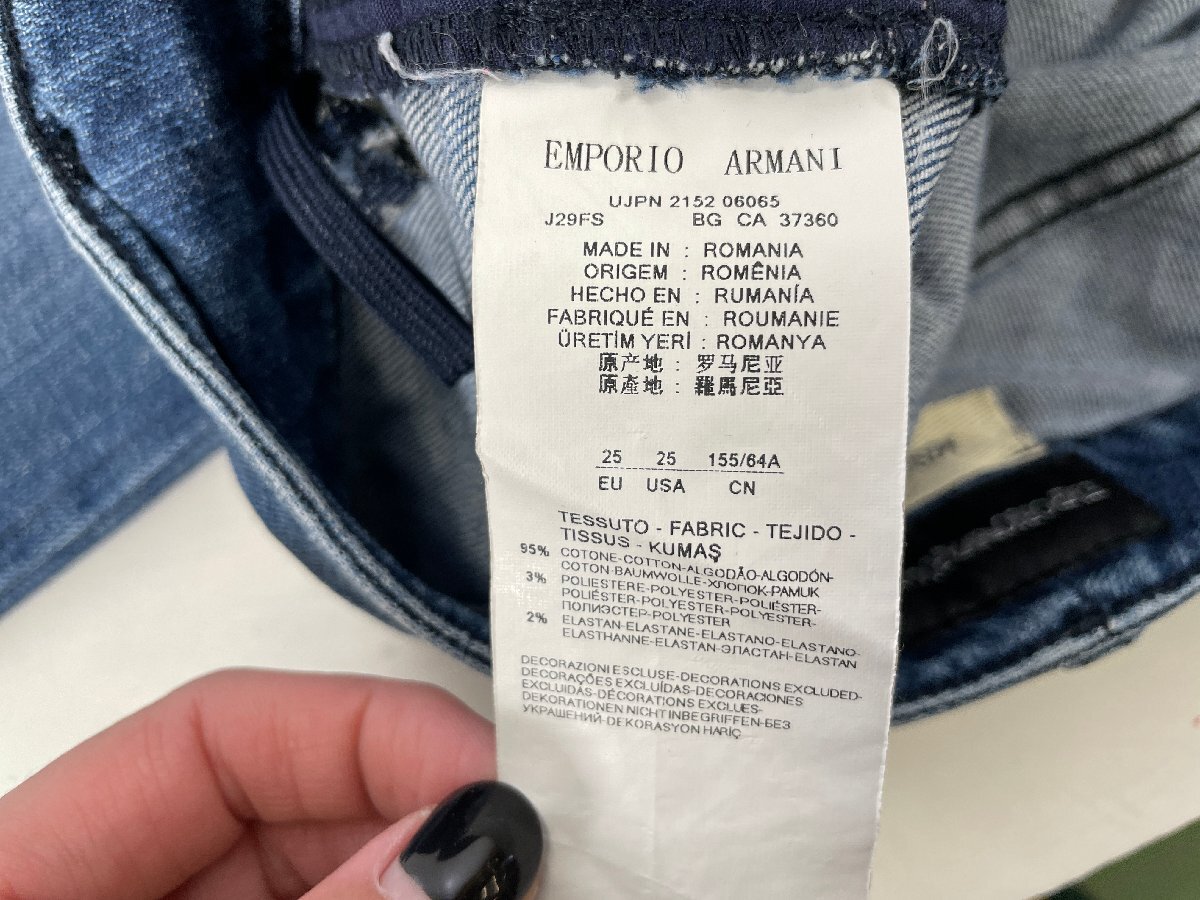 EMPORIO ARMANI
UJPN 2152 06065
J29FS BG CA 37360
MADE IN : ROMANIA
ORIGEM : ROMÊNIA
HECHO EN : RUMANÍA
FABRIQUÉ EN : ROUMANIE
ÜRETİM YERİ : ROMANYA
原产地 : 罗马尼亚
原產地 : 羅馬尼亞
25 25 155/64A
EU USA CN
TESSUTO - FABRIC - TEJIDO -
TISSUS - KUMAŞ
95% COTONE-COTTON-ALGODÃO-ALGODÓN-
COTON-BAUMWOLLE-ХЛОПОК-PAMUK
3% POLIESTERE-POLYESTER-POLIÉSTER-
POLIÉSTER-POLYESTER-POLYESTER-
ПОЛИЭСТЕР-POLYESTER
2% ELASTAN-ELASTANE-ELASTANO-ELASTANO-
ELASTHANNE-ELASTAN-ЭЛАСТАН-ELASTAN
DECORAZIONI ESCLUSE-DECORATIONS EXCLUDED-
DECORAÇÕES EXCLUÍDAS-DECORACIONES
EXCLUIDAS-DÉCORATIONS EXCLUES-
DEKORATIONEN NICHT INBEGRIFFEN-БЕЗ
УКРАШЕНИЙ-DEKORASYON HARİÇ